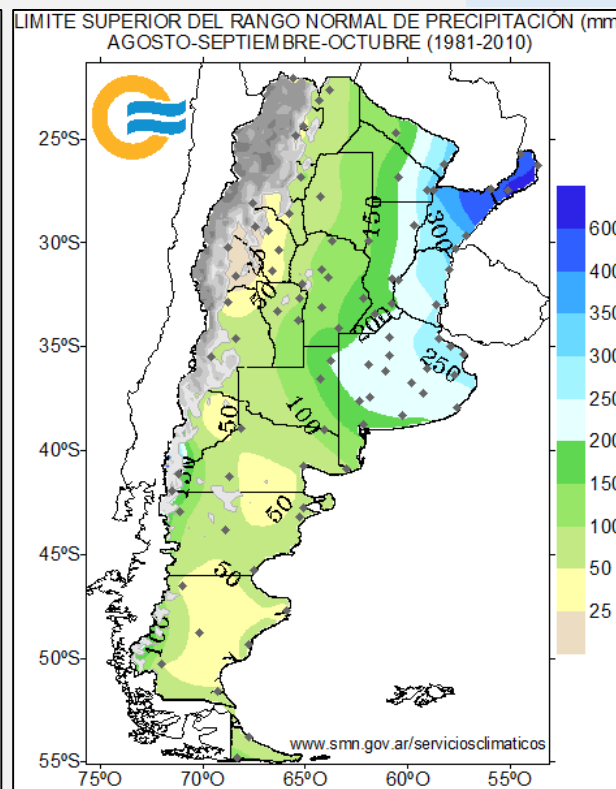 LIMITE SUPERIOR DEL RANGO NORMAL DE PRECIPITACIÓN (mm
AGOSTO-SEPTIEMBRE-OCTUBRE (1981-2010)
25ºS
30ºS
35ºS
40ºS
45ºS
50ºS
55ºS
75ºO
70ºO
65ºO
60ºO
55ºO
150
300
50
200
250
100
50
150
50
50
100
600
400
350
300
250
200
150
100
50
25
www.smn.gov.ar/serviciosclimaticos